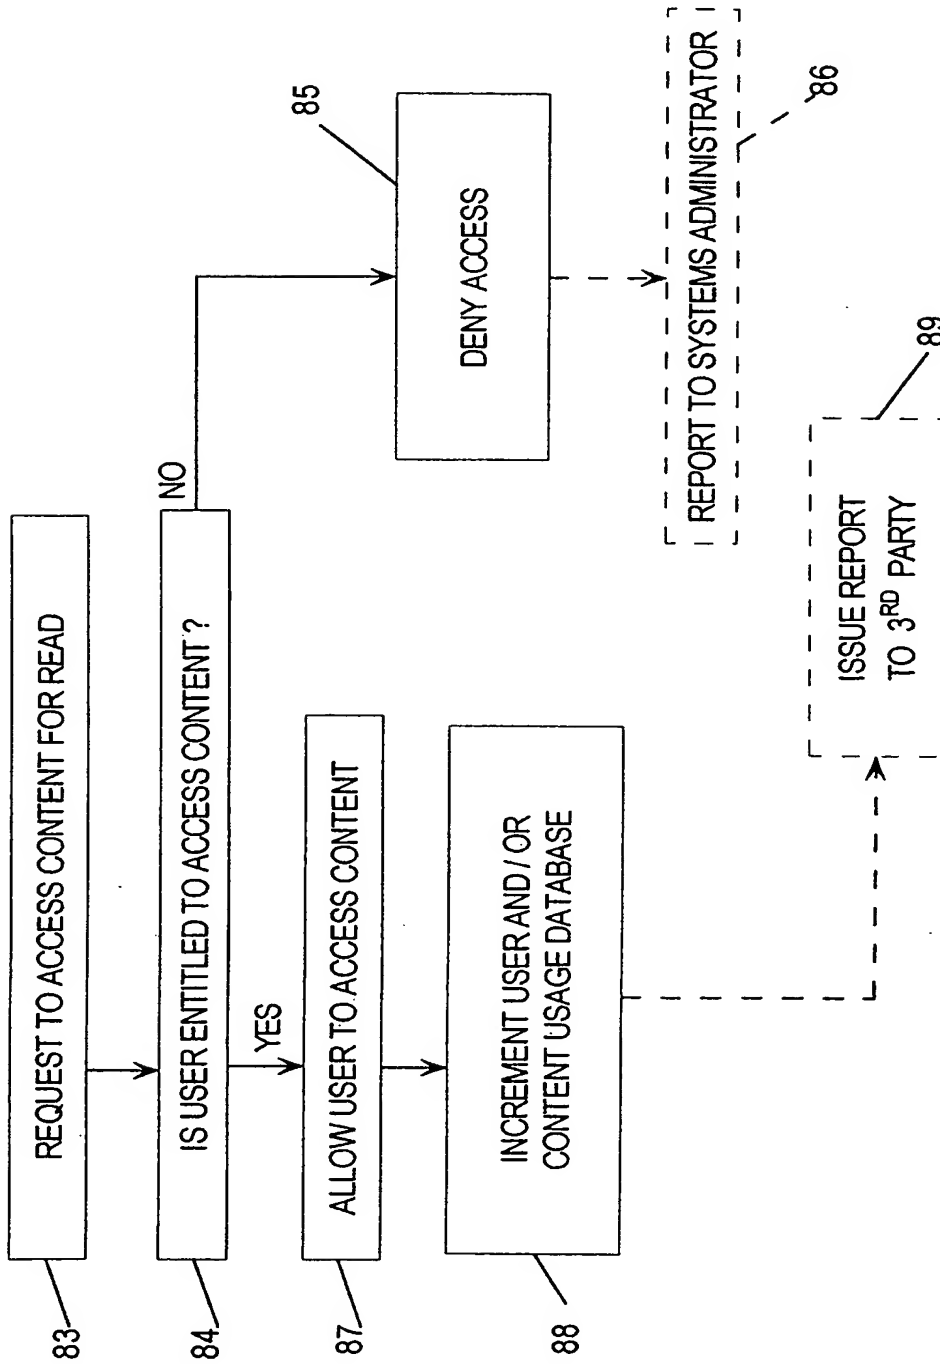 83
REQUEST TO ACCESS CONTENT FOR READ
84
IS USER ENTITLED TO ACCESS CONTENT ?
NO
85
DENY ACCESS
REPORT TO SYSTEMS ADMINISTRATOR
86
YES
87
ALLOW USER TO ACCESS CONTENT
88
INCREMENT USER AND / OR
CONTENT USAGE DATABASE
ISSUE REPORT
TO 3RD PARTY
89